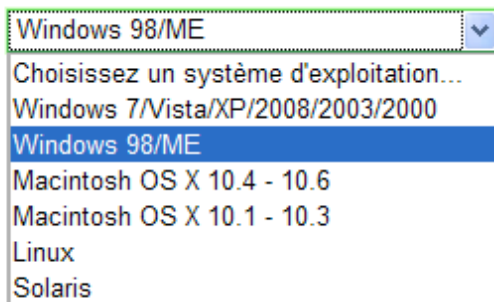 Windows 98/ME
Choisissez un système d'exploitation...
Windows 7/Vista/XP/2008/2003/2000
Windows 98/ME
Macintosh OS X 10.4 - 10.6
Macintosh OS X 10.1 - 10.3
Linux
Solaris